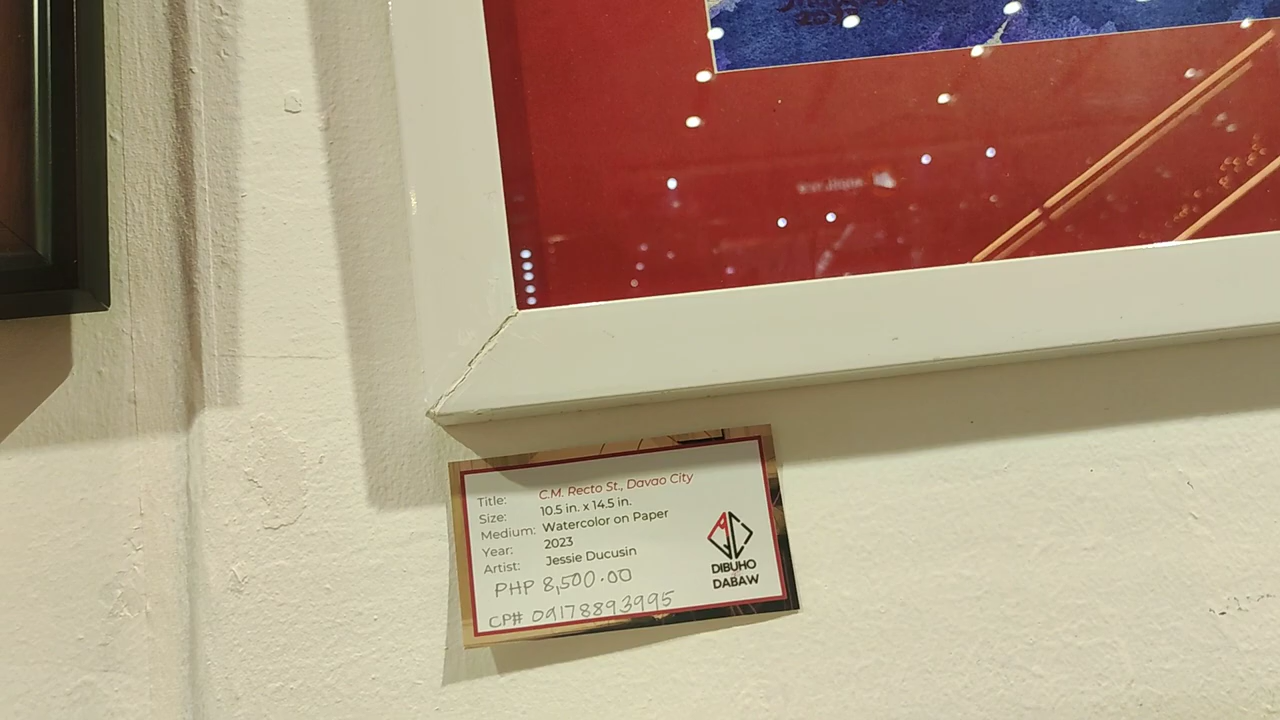 Title: C.M. Recto St., Davao City
Size: 10.5 in. x 14.5 in.
Medium: Watercolor on Paper
Year: 2023
Artist: Jessie Ducusin
PHP 8,500.00
CP# 09178893995
DIBUHO
DABAW